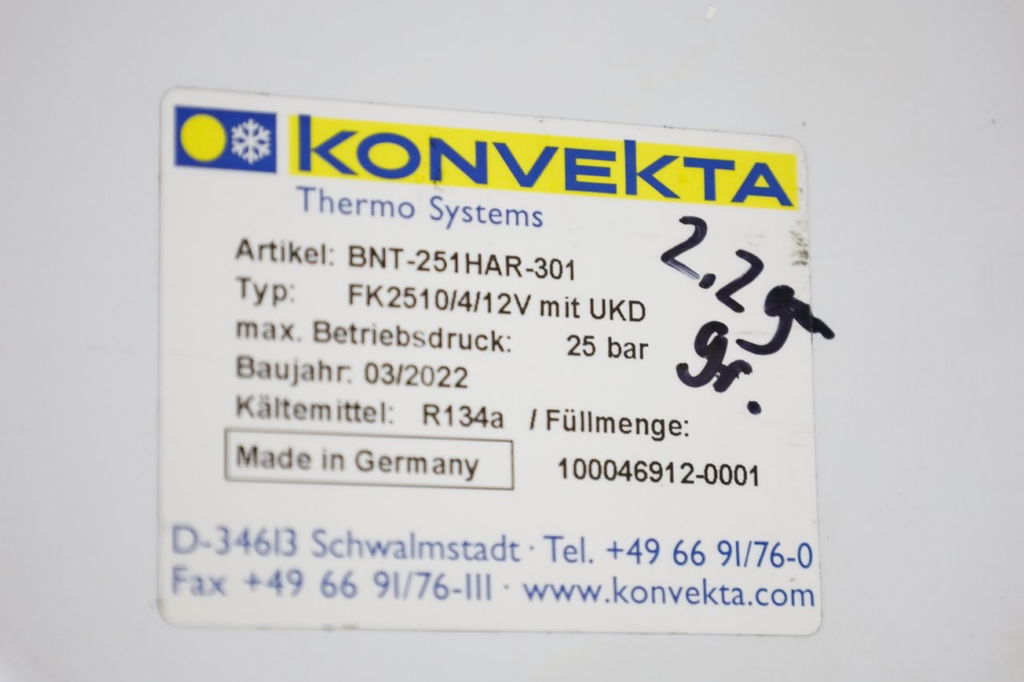 KONVEKTA
Thermo Systems
Artikel: BNT-251HAR-301
Typ: FK2510/4/12V mit UKD
max. Betriebsdruck: 25 bar
Baujahr: 03/2022
Kältemittel: R134a / Füllmenge:
Made in Germany 100046912-0001
D-34613 Schwalmstadt · Tel. +49 66 91/76-0
Fax +49 66 91/76-111 · www.konvekta.com
gr.